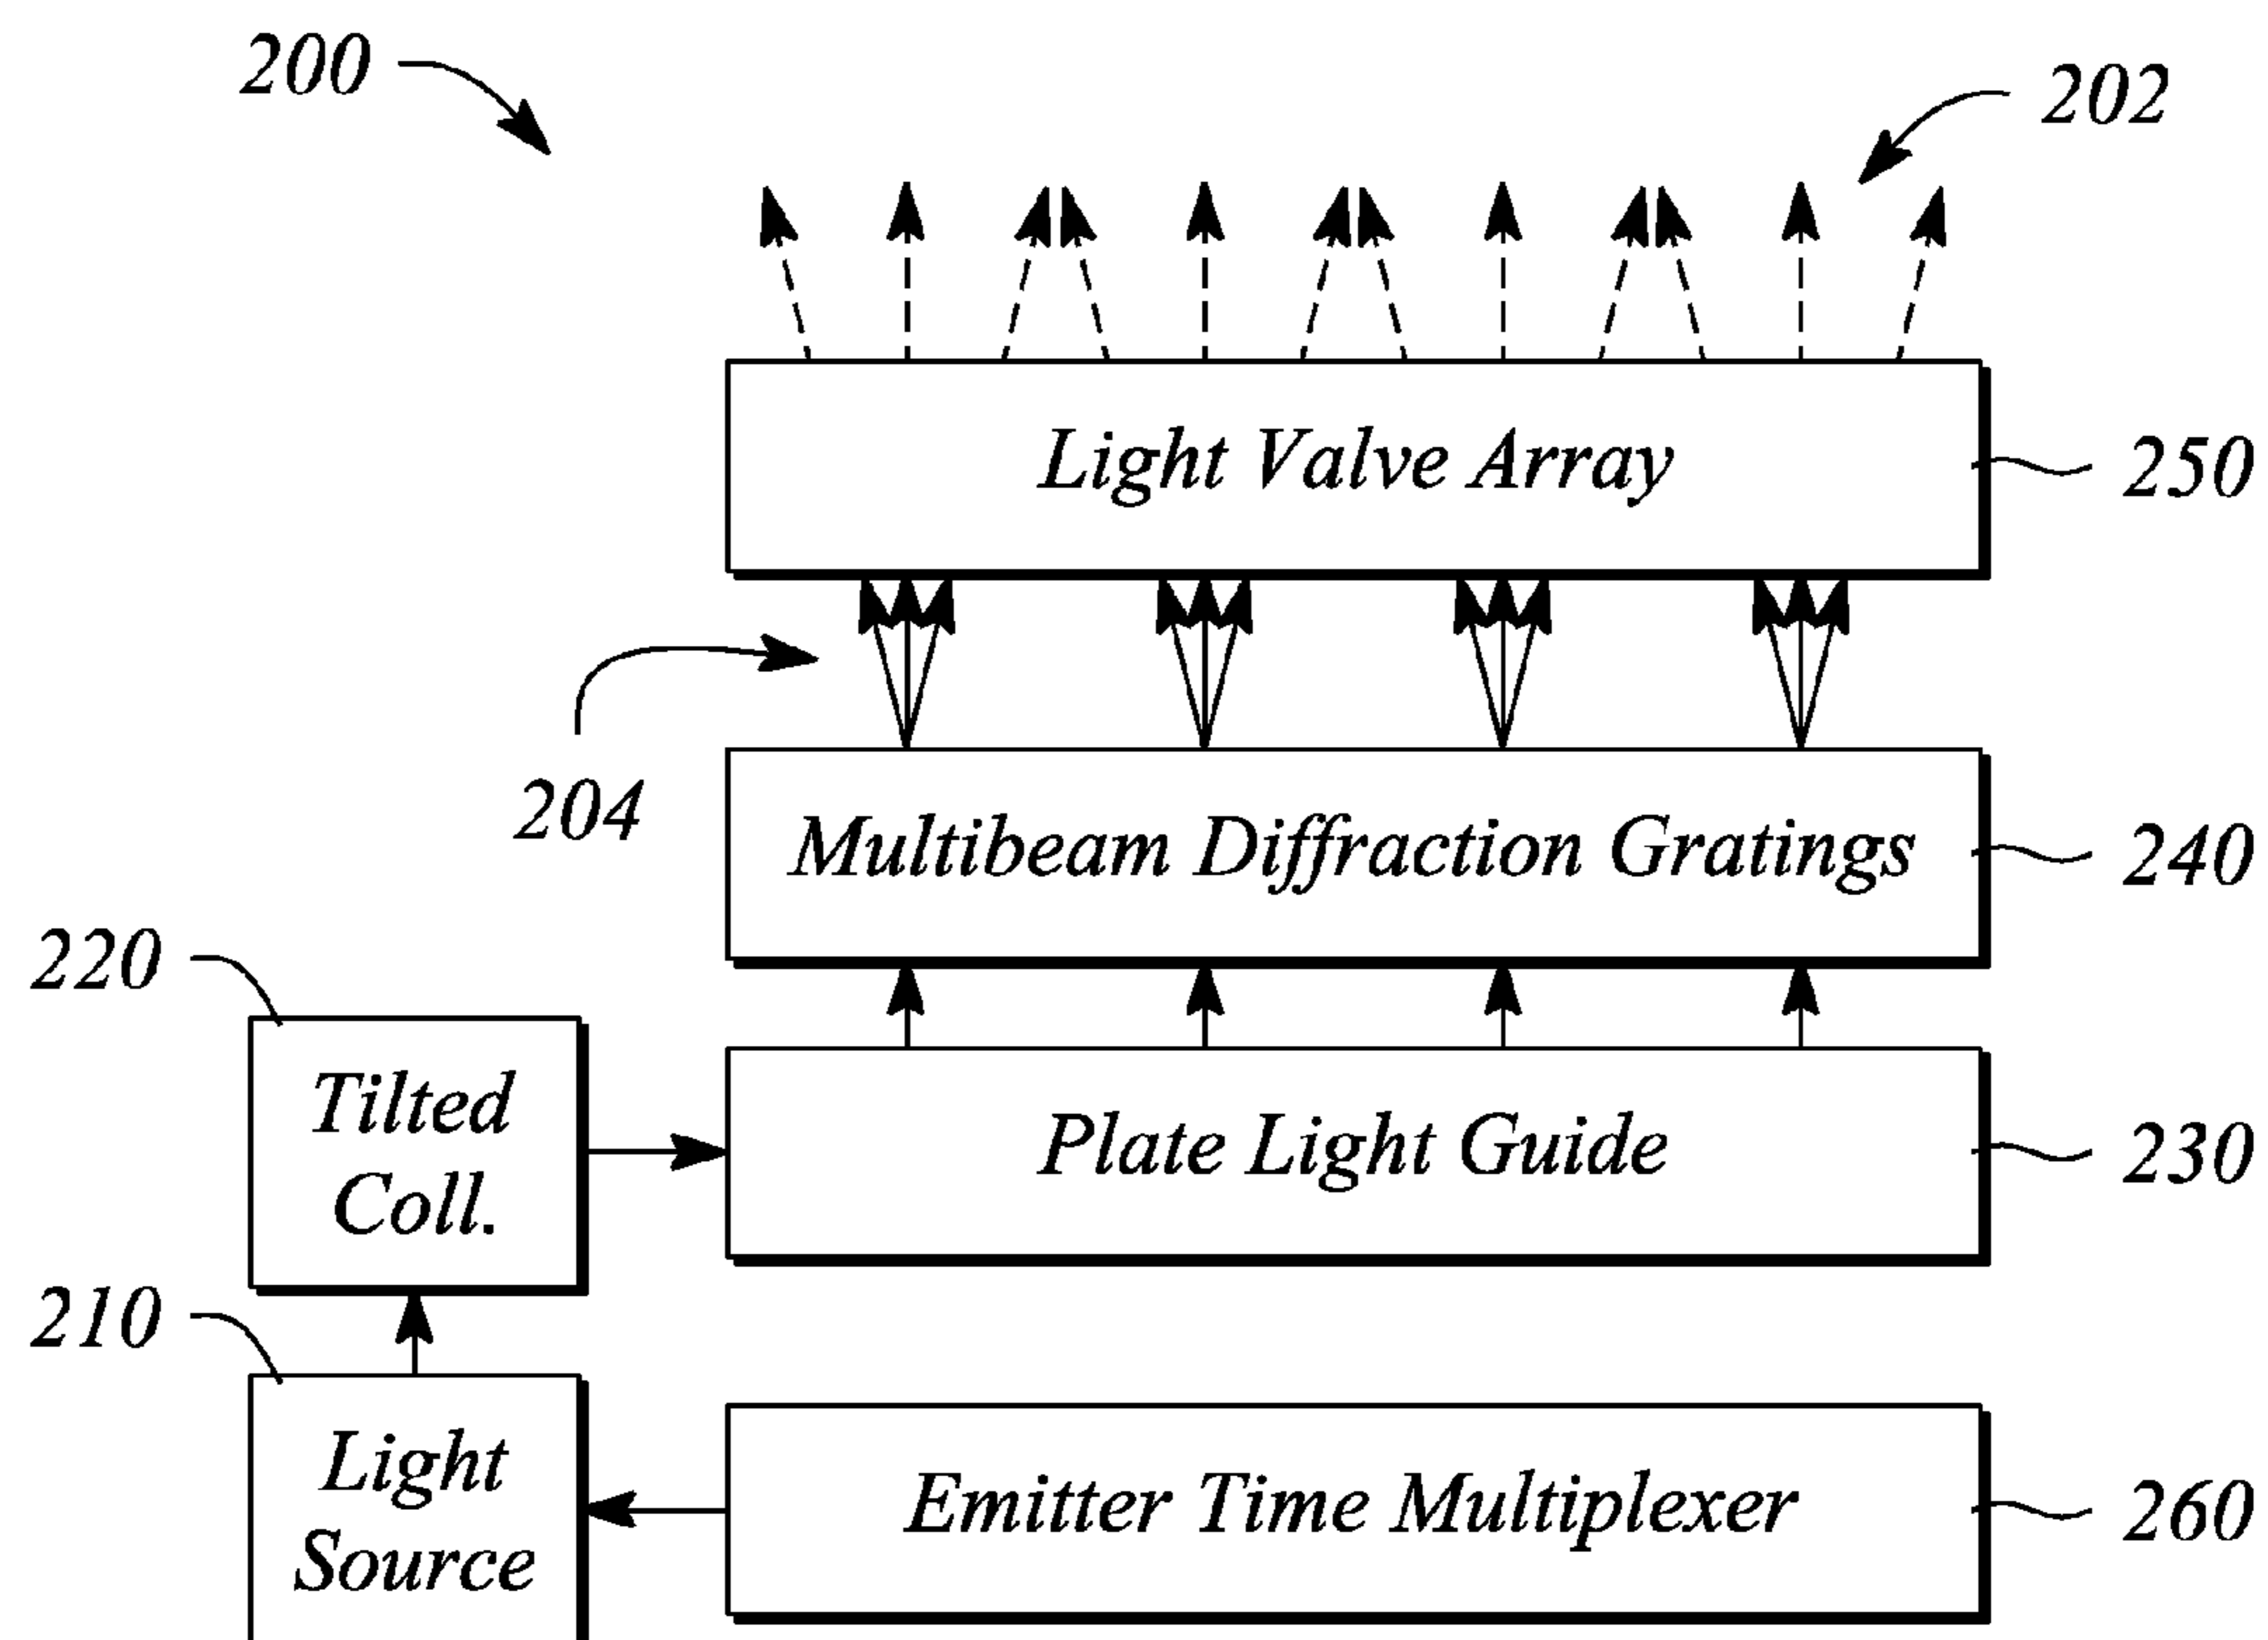 200
202
Light Valve Array
250
204
Multibeam Diffraction Gratings
240
220
Tilted
Coll.
Plate Light Guide
230
210
Light
Source
Emitter Time Multiplexer
260